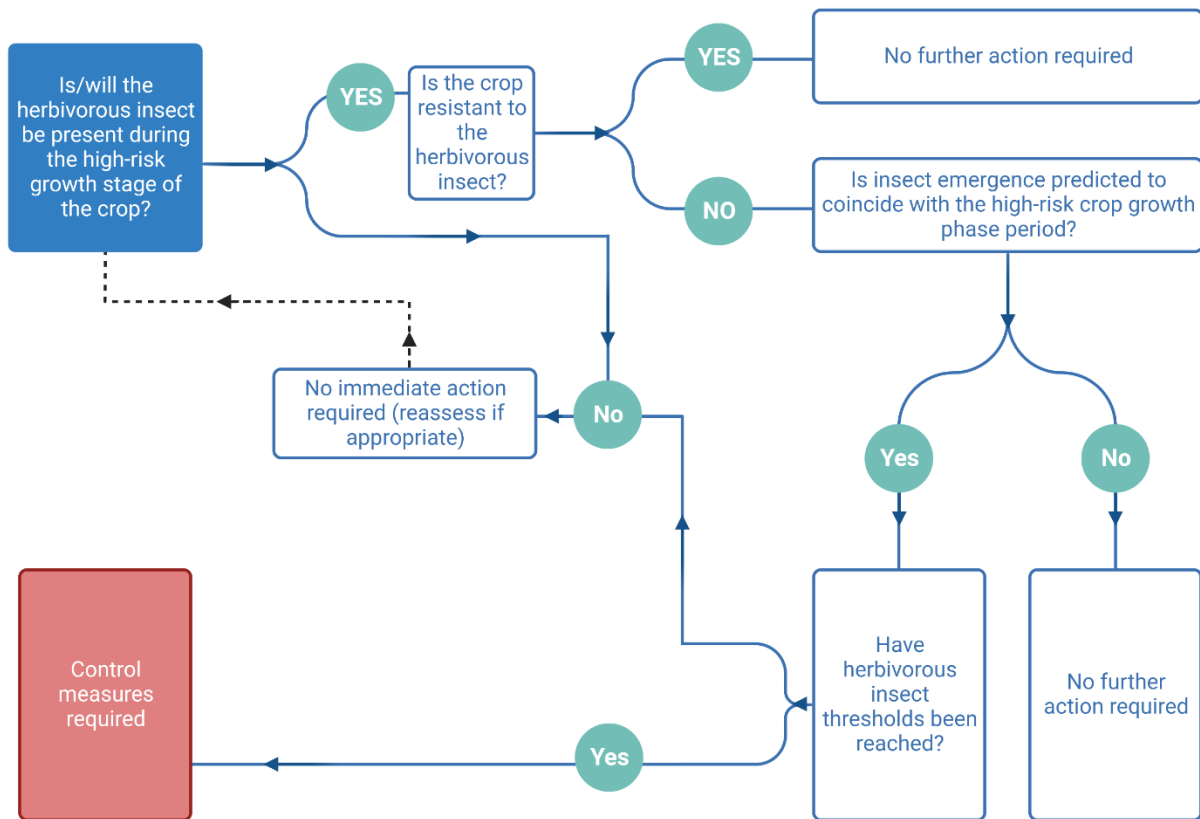 Is/will the
herbivorous insect
be present during
the high-risk
growth stage of
the crop?
YES
Is the crop
resistant to
the
herbivorous
insect?
YES
No further action required
NO
Is insect emergence predicted to
coincide with the high-risk crop growth
phase period?
No immediate action
required (reassess if
appropriate)
No
Yes
No
Control
measures
required
Yes
Have
herbivorous
insect
thresholds been
reached?
No further
action required